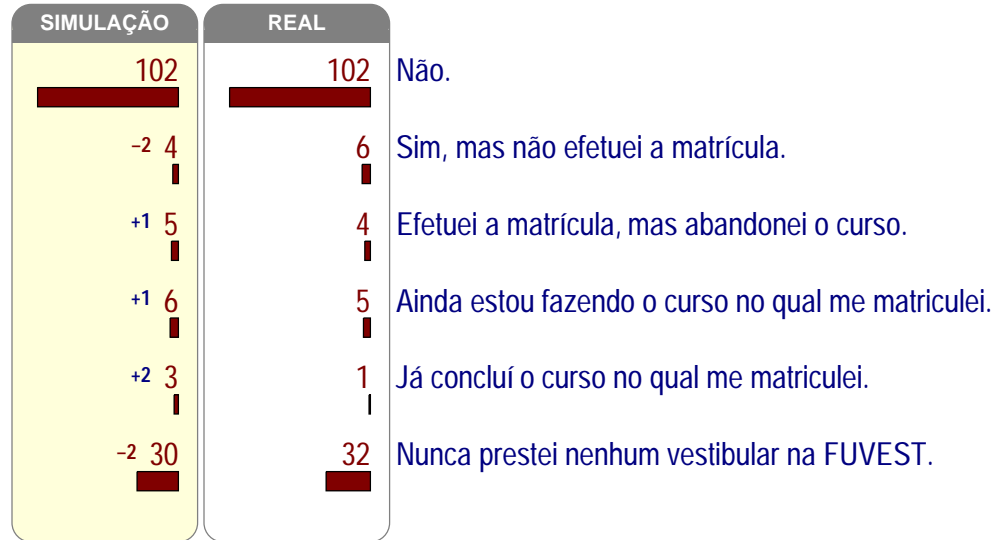 SIMULAÇÃO REAL
102 102 Não.
–2 4 6 Sim, mas não efetuei a matrícula.
+1 5 4 Efetuei a matrícula, mas abandonei o curso.
+1 6 5 Ainda estou fazendo o curso no qual me matriculei.
+2 3 1 Já concluí o curso no qual me matriculei.
–2 30 32 Nunca prestei nenhum vestibular na FUVEST.